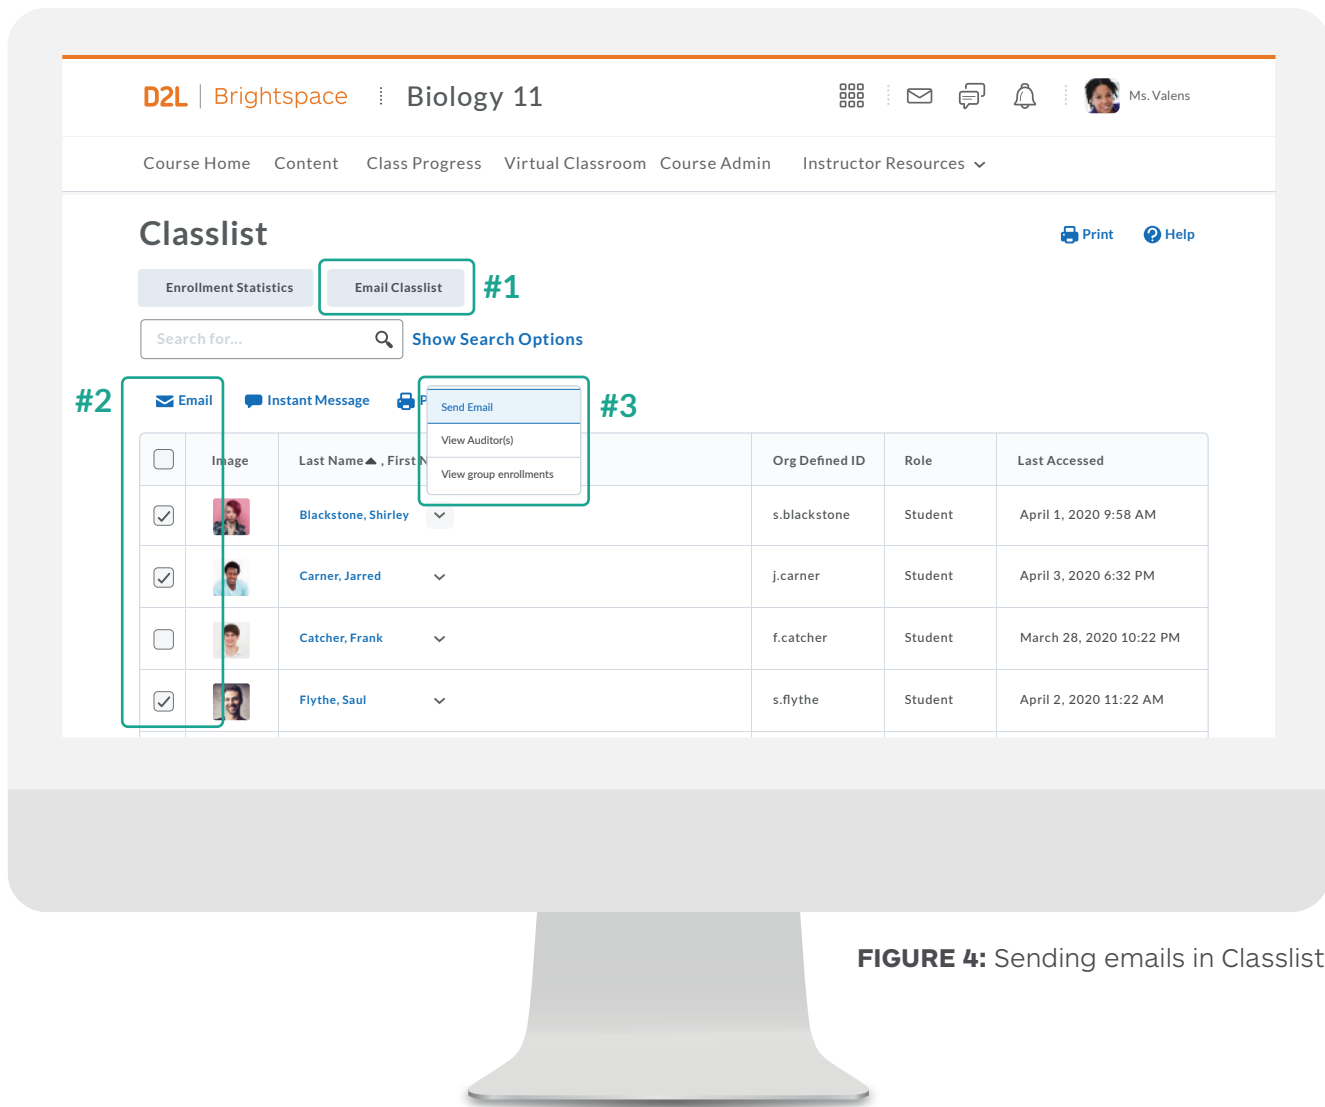 D2L Brightspace Biology 11 Ms. Valens
Course Home Content Class Progress Virtual Classroom Course Admin Instructor Resources
Classlist
Print Help
Enrollment Statistics Email Classlist #1
Search for... Show Search Options
#2 Email Instant Message P Send Email #3
View Auditor(s)
Image Last Name , First N Org Defined ID Role Last Accessed
View group enrollments
Blackstone, Shirley s.blackstone Student April 1, 2020 9:58 AM
Carner, Jarred j.carner Student April 3, 2020 6:32 PM
Catcher, Frank f.catcher Student March 28, 2020 10:22 PM
Flythe, Saul s.flythe Student April 2, 2020 11:22 AM
FIGURE 4: Sending emails in Classlist